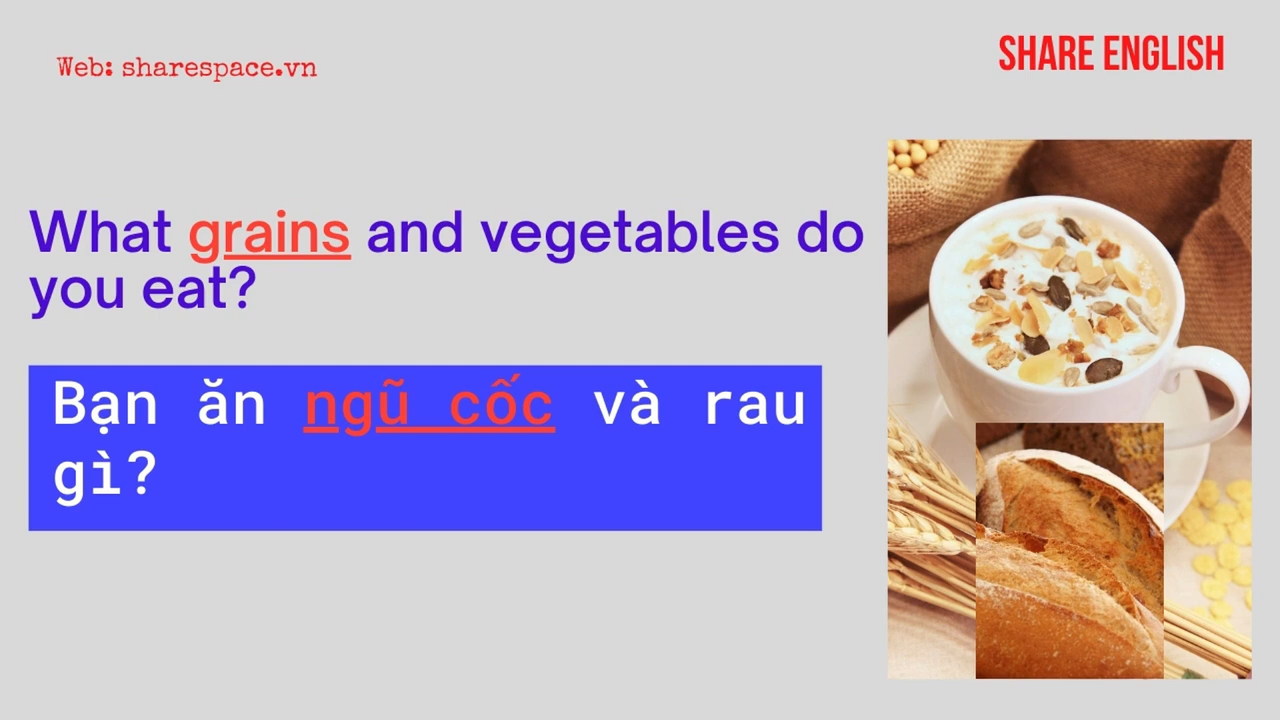 Web: sharespace.vn
SHARE ENGLISH
What grains and vegetables do
you eat?
Bạn ăn ngũ cốc và rau
gì?